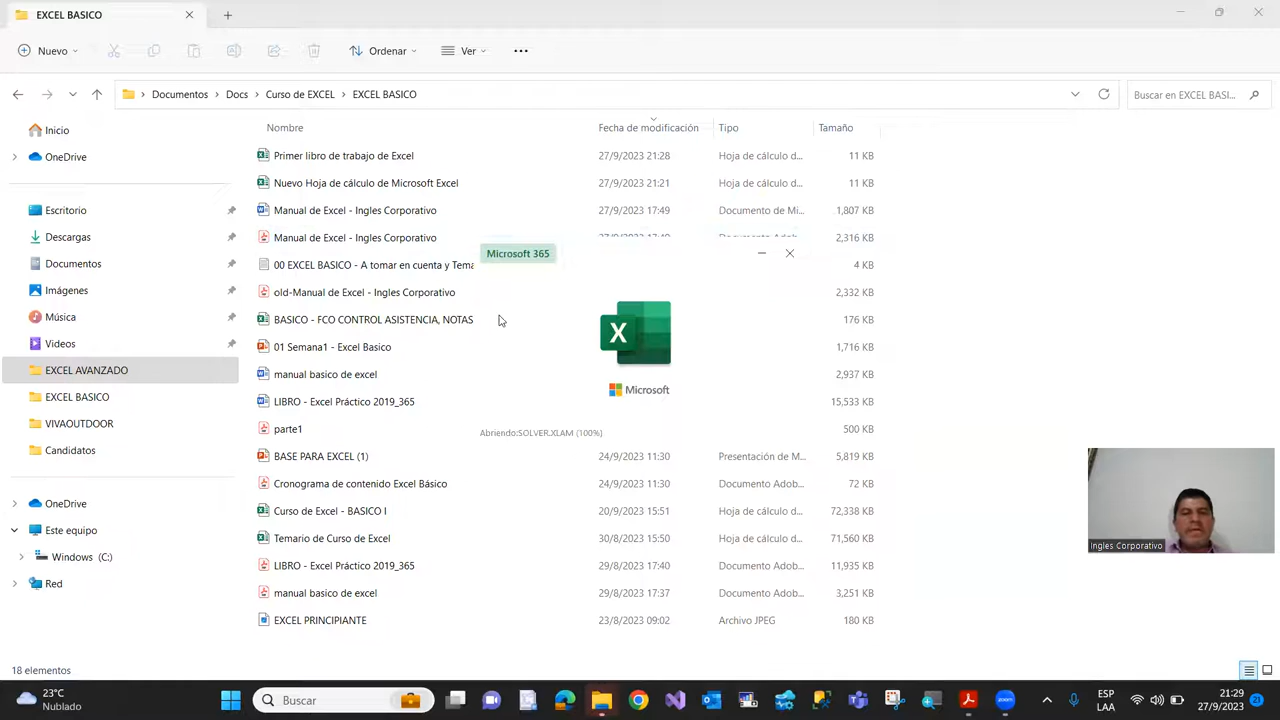 EXCEL BASICO
Nuevo
Ordenar
Ver
Documentos > Docs > Curso de EXCEL > EXCEL BASICO
Buscar en EXCEL BASI...
Nombre Fecha de modificación Tipo Tamaño
Inicio
OneDrive
Escritorio
Descargas
Documentos
Imágenes
Música
Videos
EXCEL AVANZADO
EXCEL BASICO
VIVAOUTDOOR
Candidatos
OneDrive
Este equipo
Windows (C:)
Red
Primer libro de trabajo de Excel 27/9/2023 21:28 Hoja de cálculo d... 11 KB
Nuevo Hoja de cálculo de Microsoft Excel 27/9/2023 21:21 Hoja de cálculo d... 11 KB
Manual de Excel - Ingles Corporativo 27/9/2023 17:49 Documento de Mi... 1,807 KB
Manual de Excel - Ingles Corporativo Documento Adob... 2,316 KB
00 EXCEL BASICO - A tomar en cuenta y Tema 4 KB
old-Manual de Excel - Ingles Corporativo 2,332 KB
BASICO - FCO CONTROL ASISTENCIA, NOTAS 176 KB
01 Semana1 - Excel Basico 1,716 KB
manual basico de excel 2,937 KB
LIBRO - Excel Práctico 2019_365 15,533 KB
parte1 500 KB
BASE PARA EXCEL (1) 24/9/2023 11:30 Presentación de M... 5,819 KB
Cronograma de contenido Excel Básico 24/9/2023 11:30 Documento Adob... 72 KB
Curso de Excel - BASICO I 20/9/2023 15:51 Hoja de cálculo d... 72,338 KB
Temario de Curso de Excel 30/8/2023 15:50 Hoja de cálculo d... 71,560 KB
LIBRO - Excel Práctico 2019_365 29/8/2023 17:40 Documento Adob... 11,935 KB
manual basico de excel 29/8/2023 17:37 Documento Adob... 3,251 KB
EXCEL PRINCIPIANTE 23/8/2023 09:02 Archivo JPEG 180 KB
Microsoft 365
X
Microsoft
Abriendo:SOLVER.XLAM (100%)
Ingles Corporativo
18 elementos
23°C
Nublado
Buscar
ESP
LAA
21:29
27/9/2023